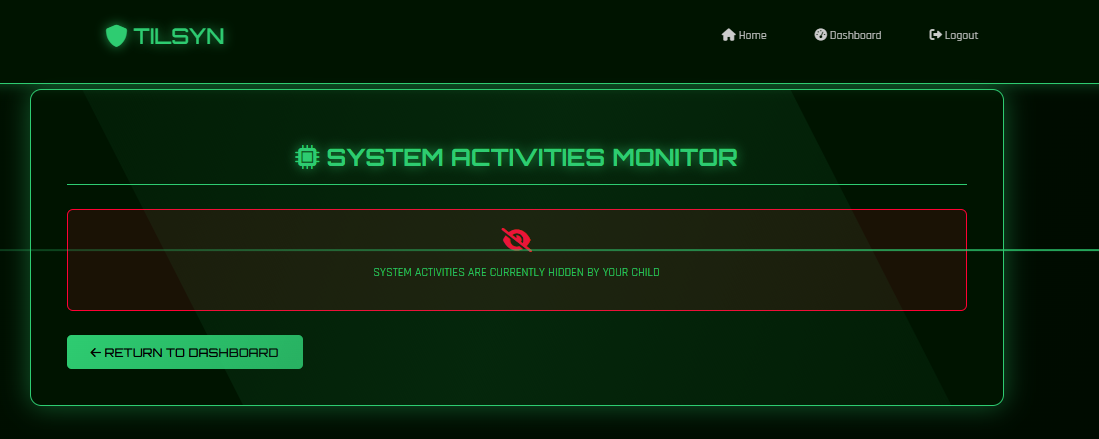 TILSYN
Home Dashboard Logout
SYSTEM ACTIVITIES MONITOR
SYSTEM ACTIVITIES ARE CURRENTLY HIDDEN BY YOUR CHILD
← RETURN TO DASHBOARD